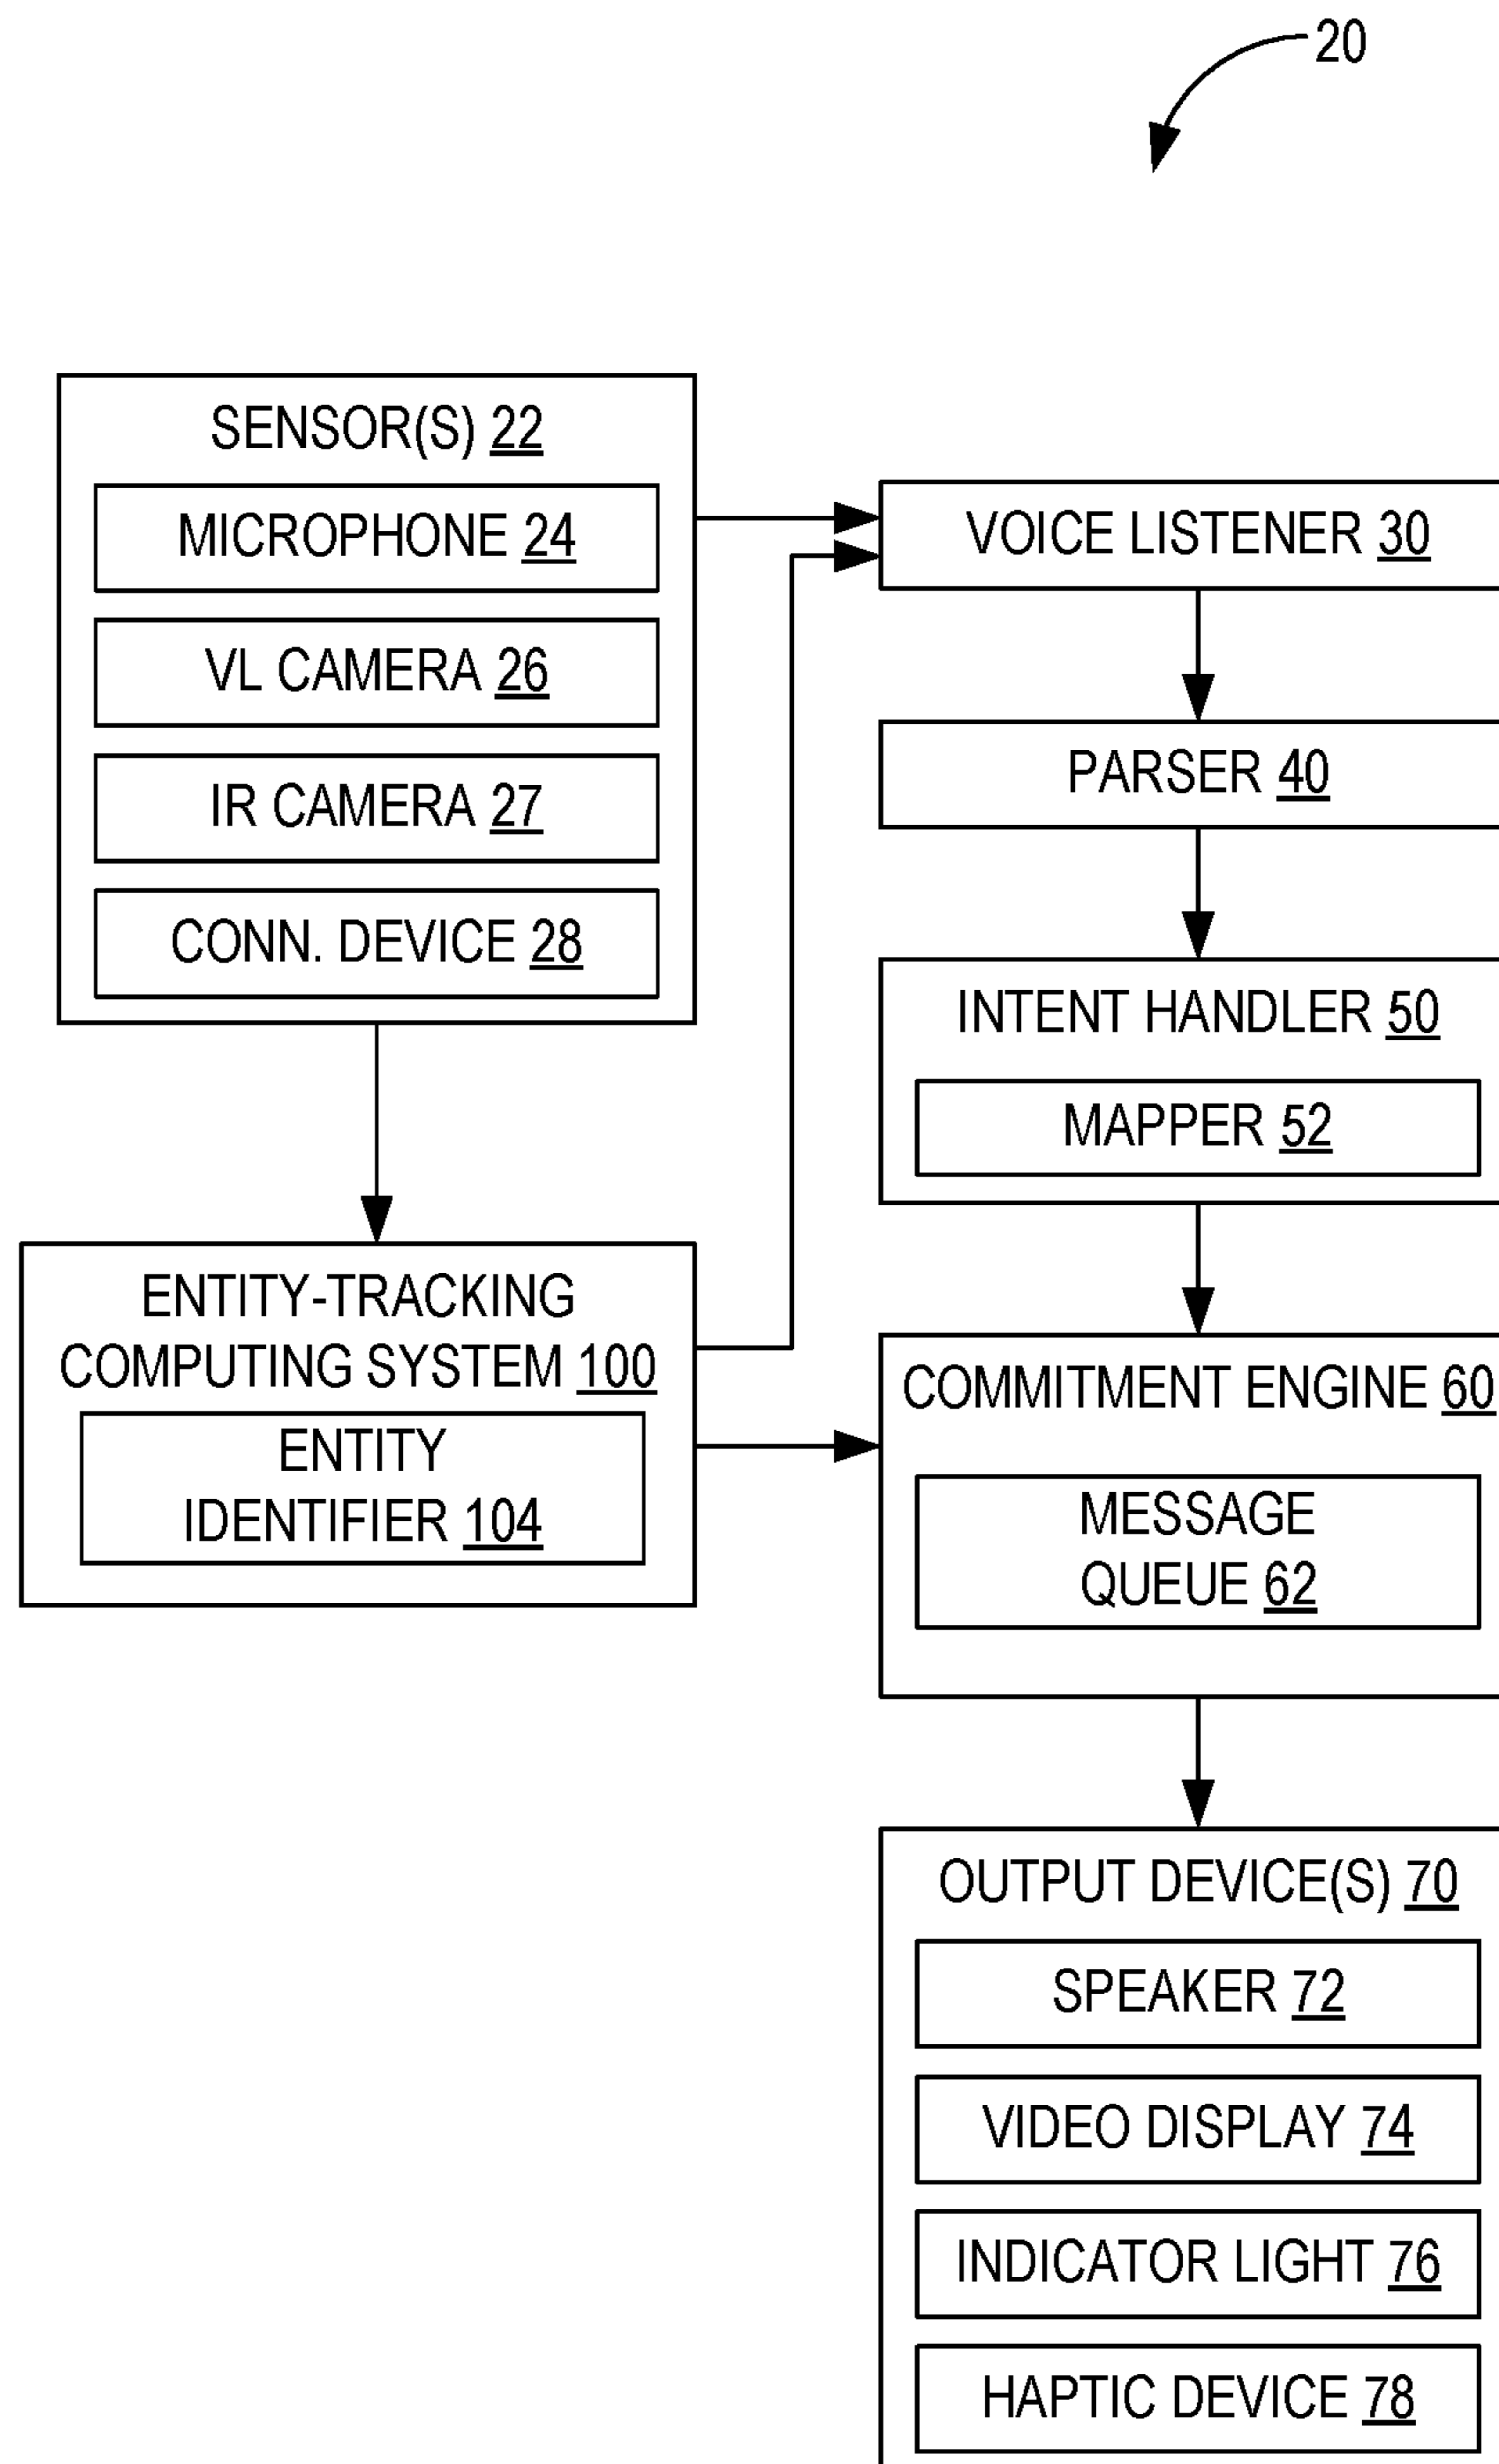 20
SENSOR(S) 22
MICROPHONE 24
VL CAMERA 26
IR CAMERA 27
CONN. DEVICE 28
ENTITY-TRACKING
COMPUTING SYSTEM 100
ENTITY
IDENTIFIER 104
VOICE LISTENER 30
PARSER 40
INTENT HANDLER 50
MAPPER 52
COMMITMENT ENGINE 60
MESSAGE
QUEUE 62
OUTPUT DEVICE(S) 70
SPEAKER 72
VIDEO DISPLAY 74
INDICATOR LIGHT 76
HAPTIC DEVICE 78